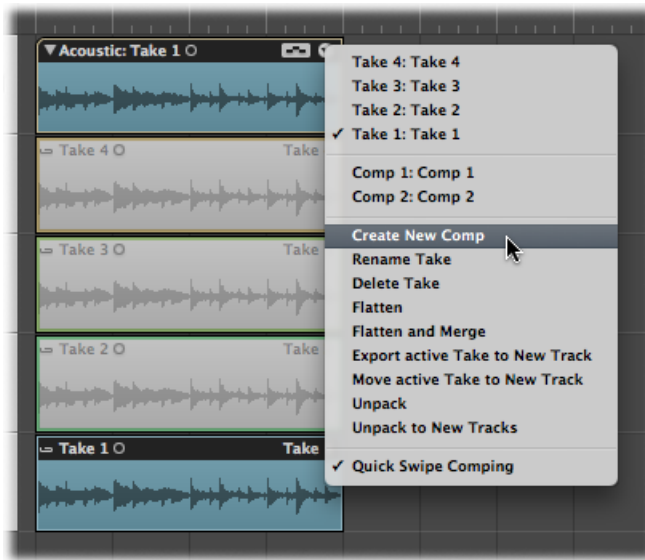 Acoustic: Take 1
Take 4: Take 4
Take 3: Take 3
Take 2: Take 2
✓ Take 1: Take 1
Comp 1: Comp 1
Comp 2: Comp 2
Create New Comp
Rename Take
Delete Take
Flatten
Flatten and Merge
Export active Take to New Track
Move active Take to New Track
Unpack
Unpack to New Tracks
✓ Quick Swipe Comping
Take 4 Take
Take 3 Take
Take 2 Take
Take 1 Take